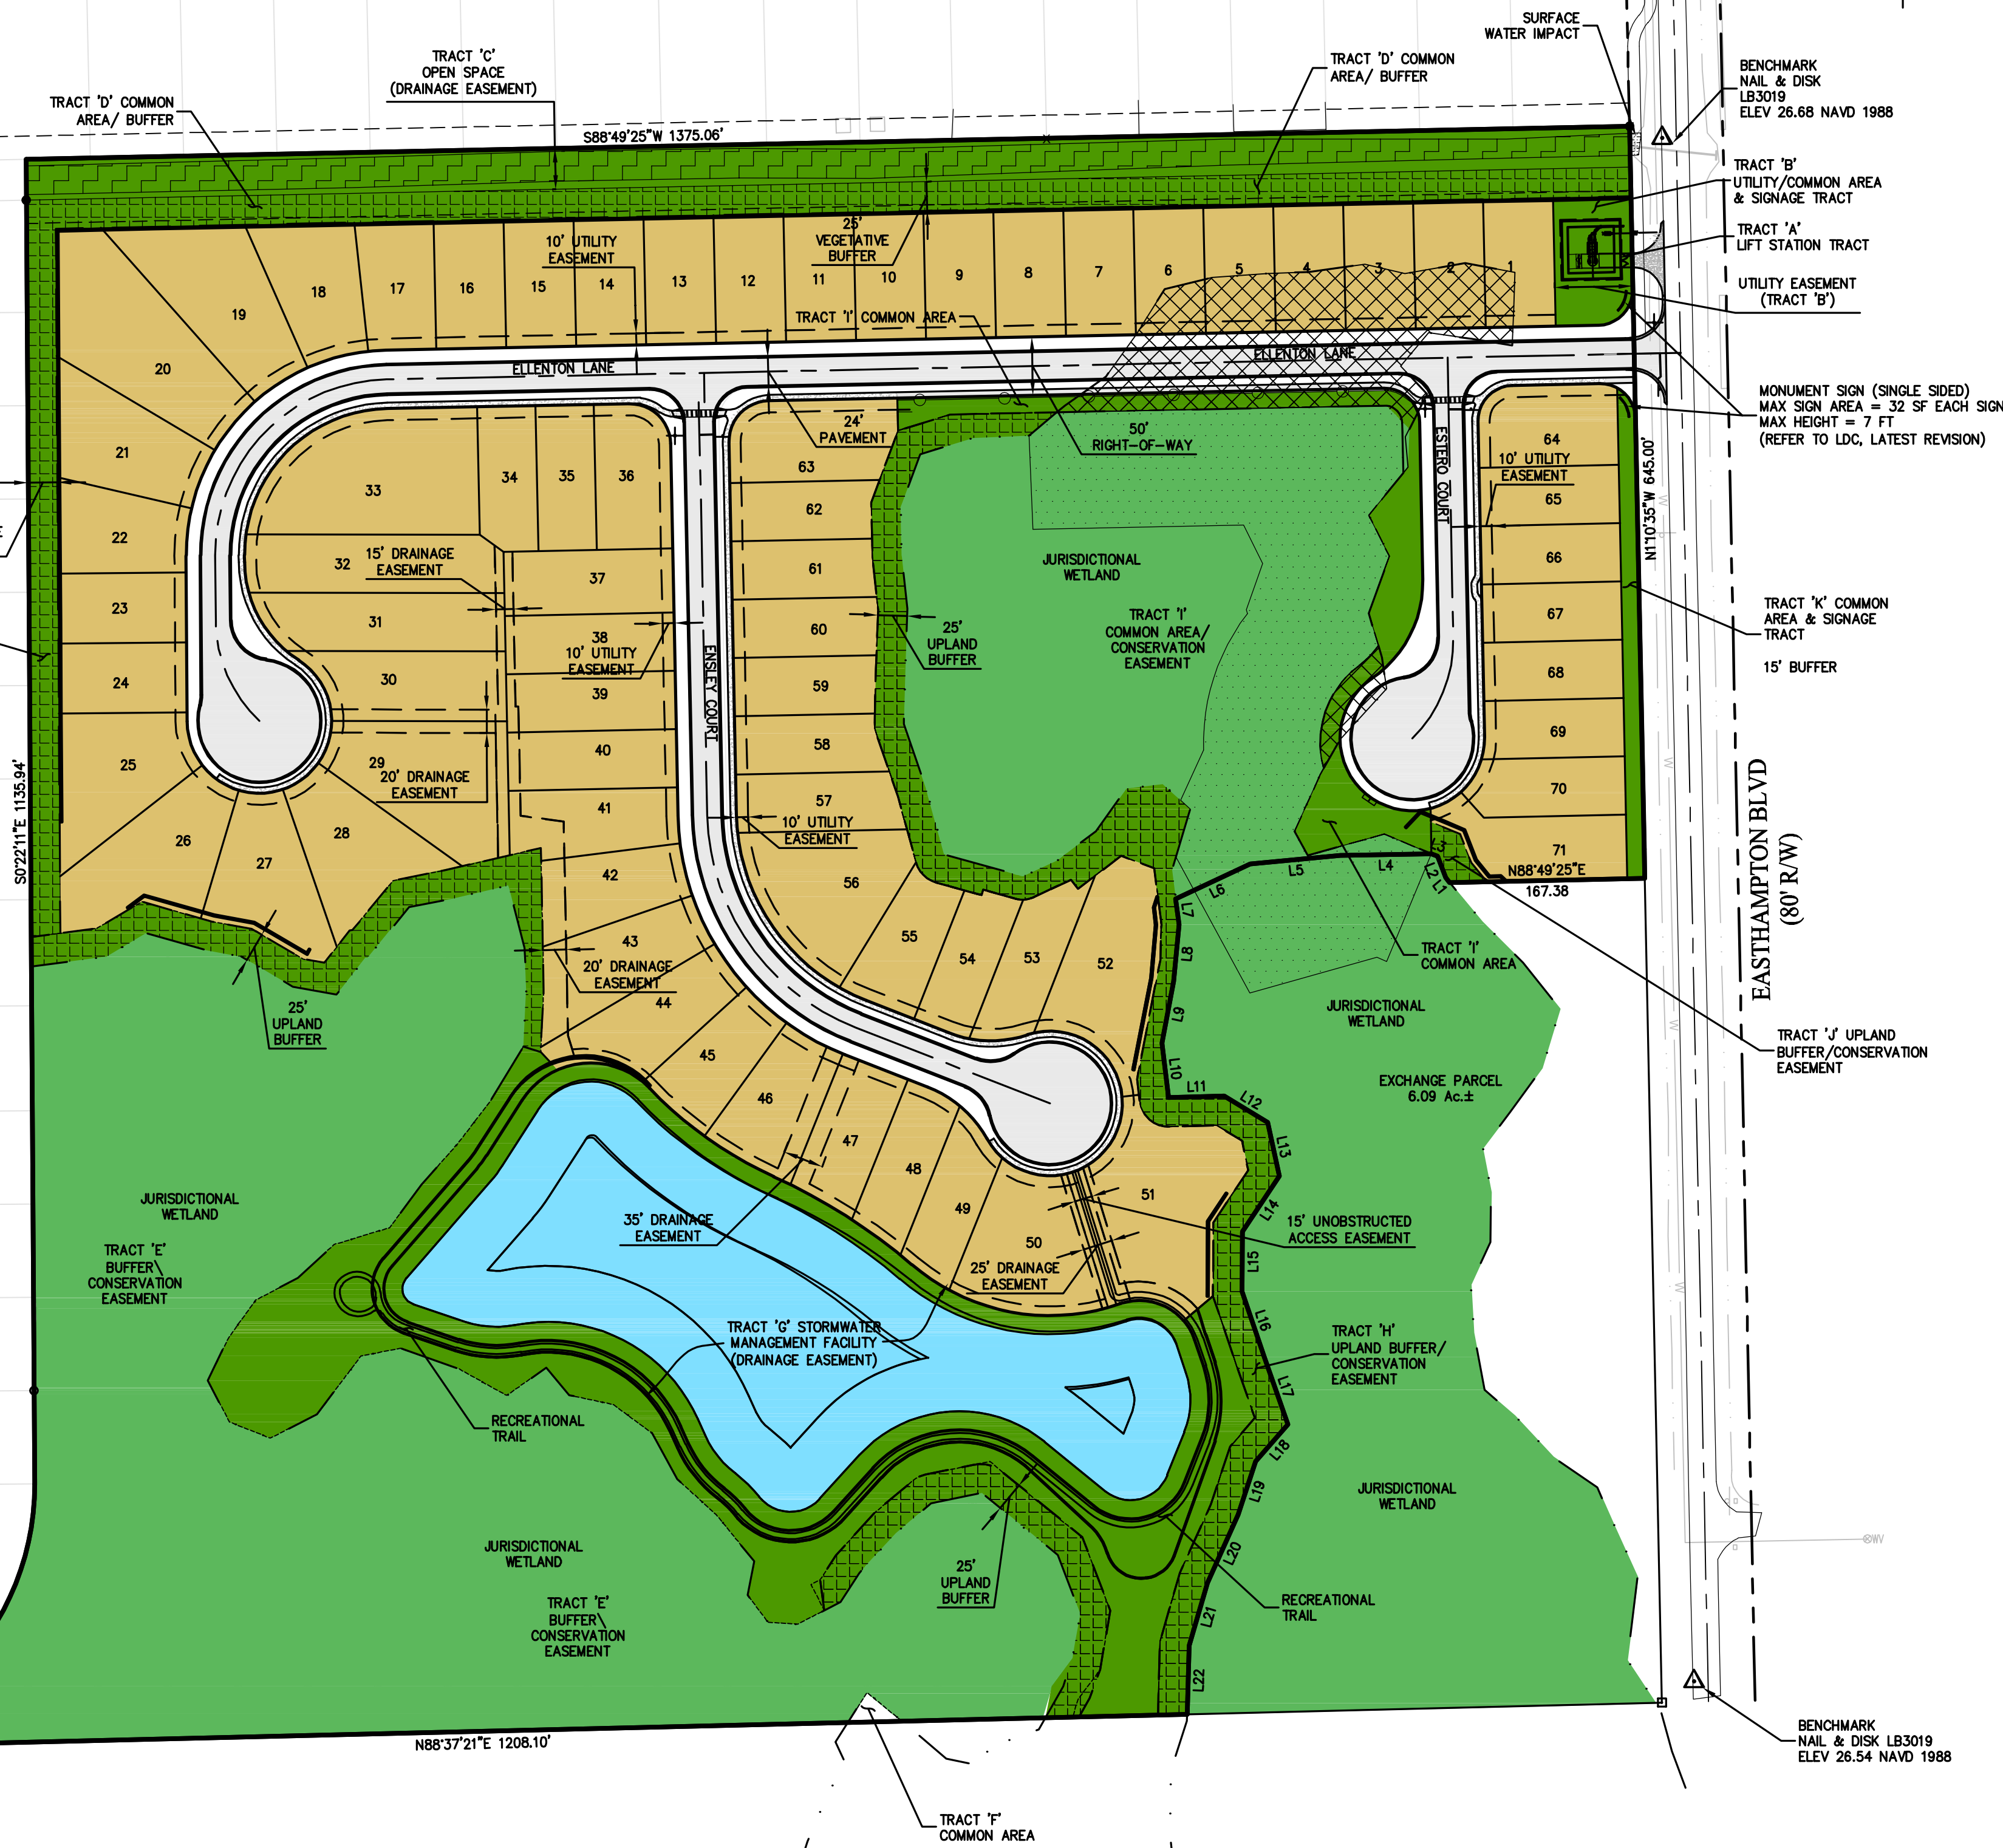 SURFACE
WATER IMPACT
TRACT 'C'
OPEN SPACE
(DRAINAGE EASEMENT)
TRACT 'D' COMMON
AREA/ BUFFER
TRACT 'D' COMMON
AREA/ BUFFER
BENCHMARK
NAIL & DISK
LB3019
ELEV 26.68 NAVD 1988
S88°49'25"W 1375.06'
TRACT 'B'
UTILITY/COMMON AREA
& SIGNAGE TRACT
TRACT 'A'
LIFT STATION TRACT
UTILITY EASEMENT
(TRACT 'B')
25'
VEGETATIVE
BUFFER
10' UTILITY
EASEMENT
20
19
18
17
16
15
14
13
12
11
10
9
8
7
6
5
4
3
2
1
TRACT 'I' COMMON AREA
ELLENTON LANE
ELLENTON LANE
MONUMENT SIGN (SINGLE SIDED)
MAX SIGN AREA = 32 SF EACH SIGN
MAX HEIGHT = 7 FT
(REFER TO LDC, LATEST REVISION)
24'
PAVEMENT
50'
RIGHT-OF-WAY
ESTERO COURT
N1°10'35"W 645.00'
21
22
23
24
25
26
27
28
29
30
31
32
33
34
35
36
37
38
39
40
41
42
43
44
45
46
47
48
49
50
51
52
53
54
55
56
57
58
59
60
61
62
63
64
65
66
67
68
69
70
71
10' UTILITY
EASEMENT
15' DRAINAGE
EASEMENT
10' UTILITY
EASEMENT
ENSLEY COURT
25'
UPLAND
BUFFER
JURISDICTIONAL
WETLAND
TRACT 'I'
COMMON AREA/
CONSERVATION
EASEMENT
TRACT 'K' COMMON
AREA & SIGNAGE
TRACT
15' BUFFER
E
S0°22'11"E 1135.94'
20' DRAINAGE
EASEMENT
10' UTILITY
EASEMENT
EASTHAMPTON BLVD
(80' R/W)
N88°49'25"E
167.38
L1
L2
L3
L4
L5
L6
L7
L8
L9
L10
L11
L12
L13
L14
L15
L16
L17
L18
L19
L20
L21
L22
TRACT 'I'
COMMON AREA
20' DRAINAGE
EASEMENT
25'
UPLAND
BUFFER
JURISDICTIONAL
WETLAND
TRACT 'J' UPLAND
BUFFER/CONSERVATION
EASEMENT
EXCHANGE PARCEL
6.09 Ac.±
JURISDICTIONAL
WETLAND
TRACT 'E'
BUFFER\
CONSERVATION
EASEMENT
35' DRAINAGE
EASEMENT
15' UNOBSTRUCTED
ACCESS EASEMENT
25' DRAINAGE
EASEMENT
TRACT 'G' STORMWATER
MANAGEMENT FACILITY
(DRAINAGE EASEMENT)
TRACT 'H'
UPLAND BUFFER/
CONSERVATION
EASEMENT
RECREATIONAL
TRAIL
JURISDICTIONAL
WETLAND
JURISDICTIONAL
WETLAND
WV
25'
UPLAND
BUFFER
TRACT 'E'
BUFFER\
CONSERVATION
EASEMENT
RECREATIONAL
TRAIL
N88°37'21"E 1208.10'
BENCHMARK
NAIL & DISK LB3019
ELEV 26.54 NAVD 1988
TRACT 'F'
COMMON AREA